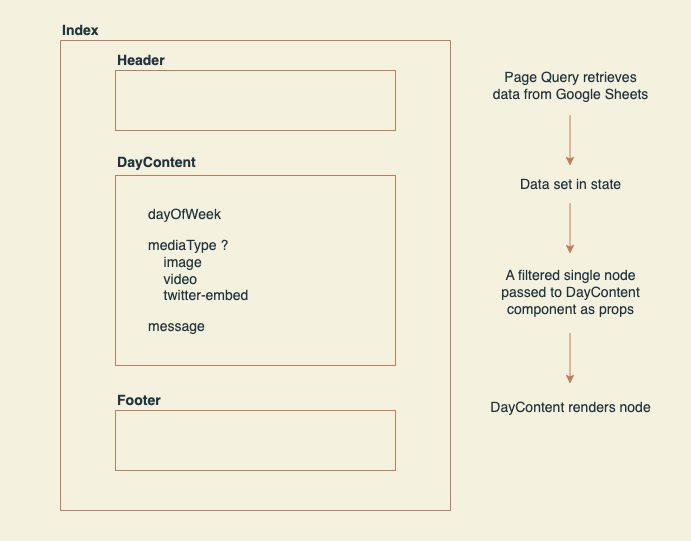 Index
Header
DayContent
dayOfWeek
mediaType ?
image
video
twitter-embed
message
Footer
Page Query retrieves
data from Google Sheets
Data set in state
A filtered single node
passed to DayContent
component as props
DayContent renders node